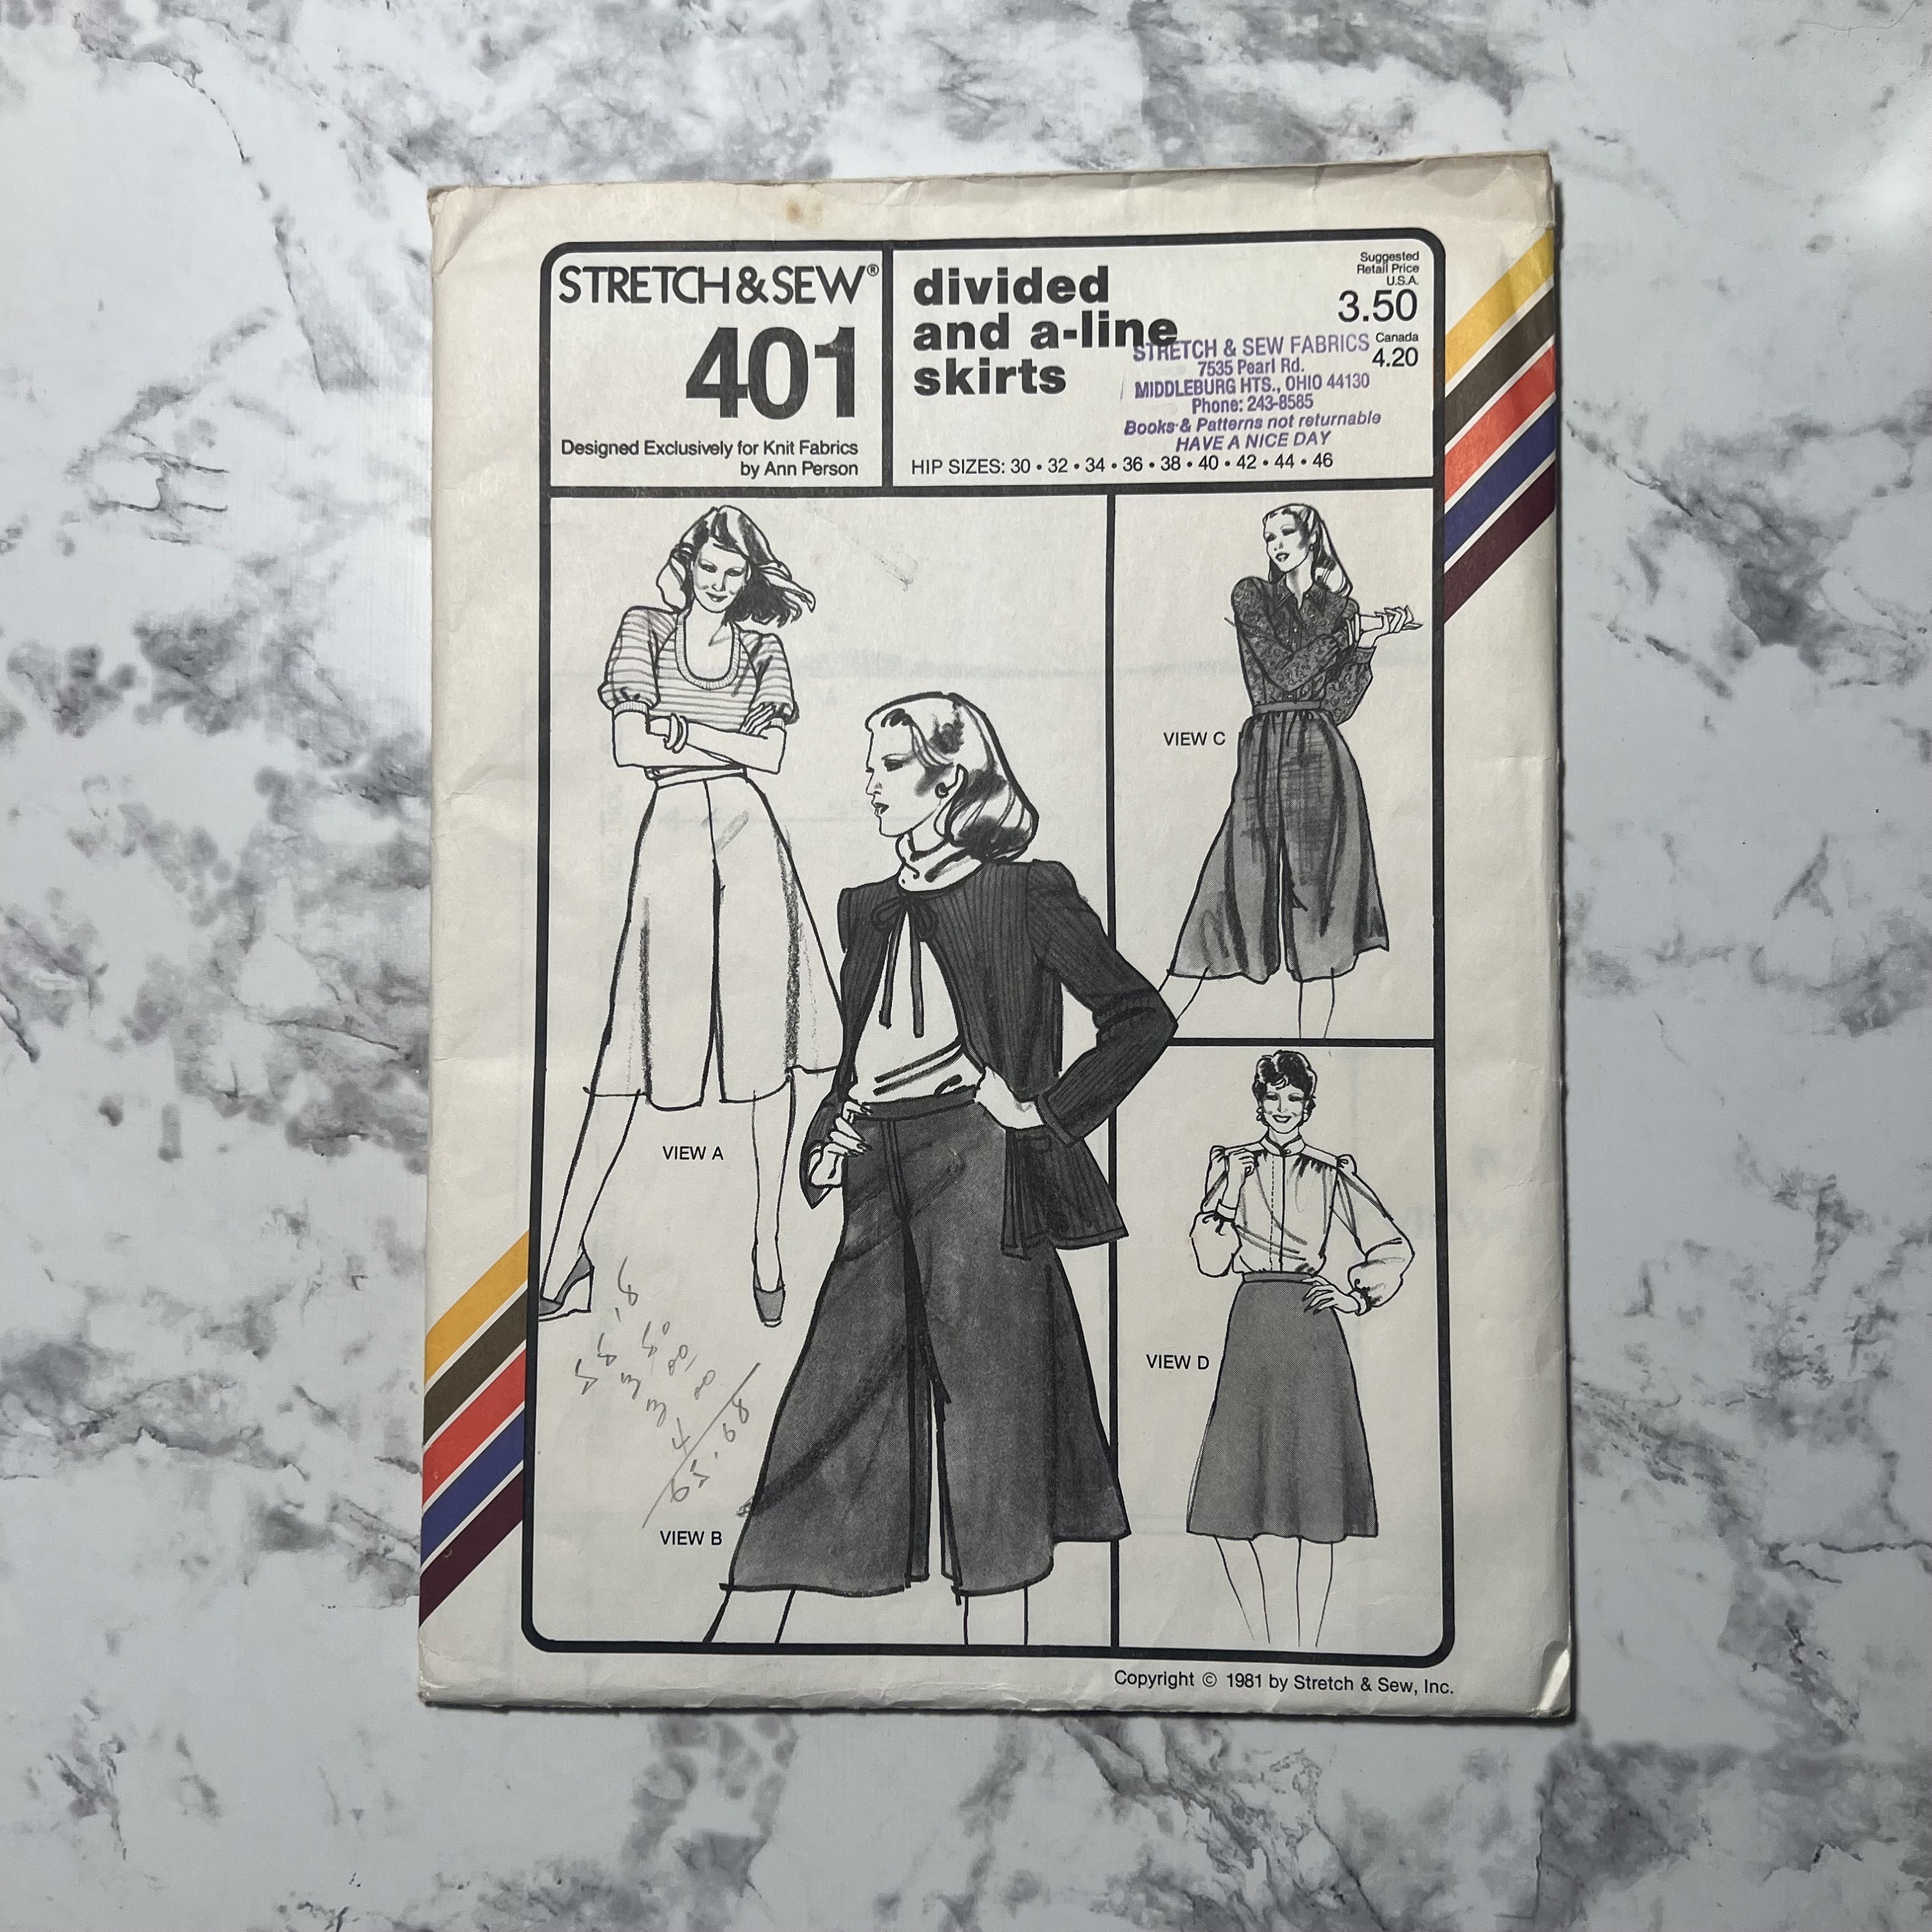 STRETCH & SEW®
401
Designed Exclusively for Knit Fabrics
by Ann Person
divided
and a-line
skirts
Suggested
Retail Price
U.S.A.
3.50
Canada
4.20
STRETCH & SEW FABRICS
7535 Pearl Rd.
MIDDLEBURG HTS., OHIO 44130
Phone: 243-8585
Books & Patterns not returnable
HAVE A NICE DAY
HIP SIZES: 30 • 32 • 34 • 36 • 38 • 40 • 42 • 44 • 46
VIEW A
VIEW B
VIEW C
VIEW D
Copyright © 1981 by Stretch & Sew, Inc.